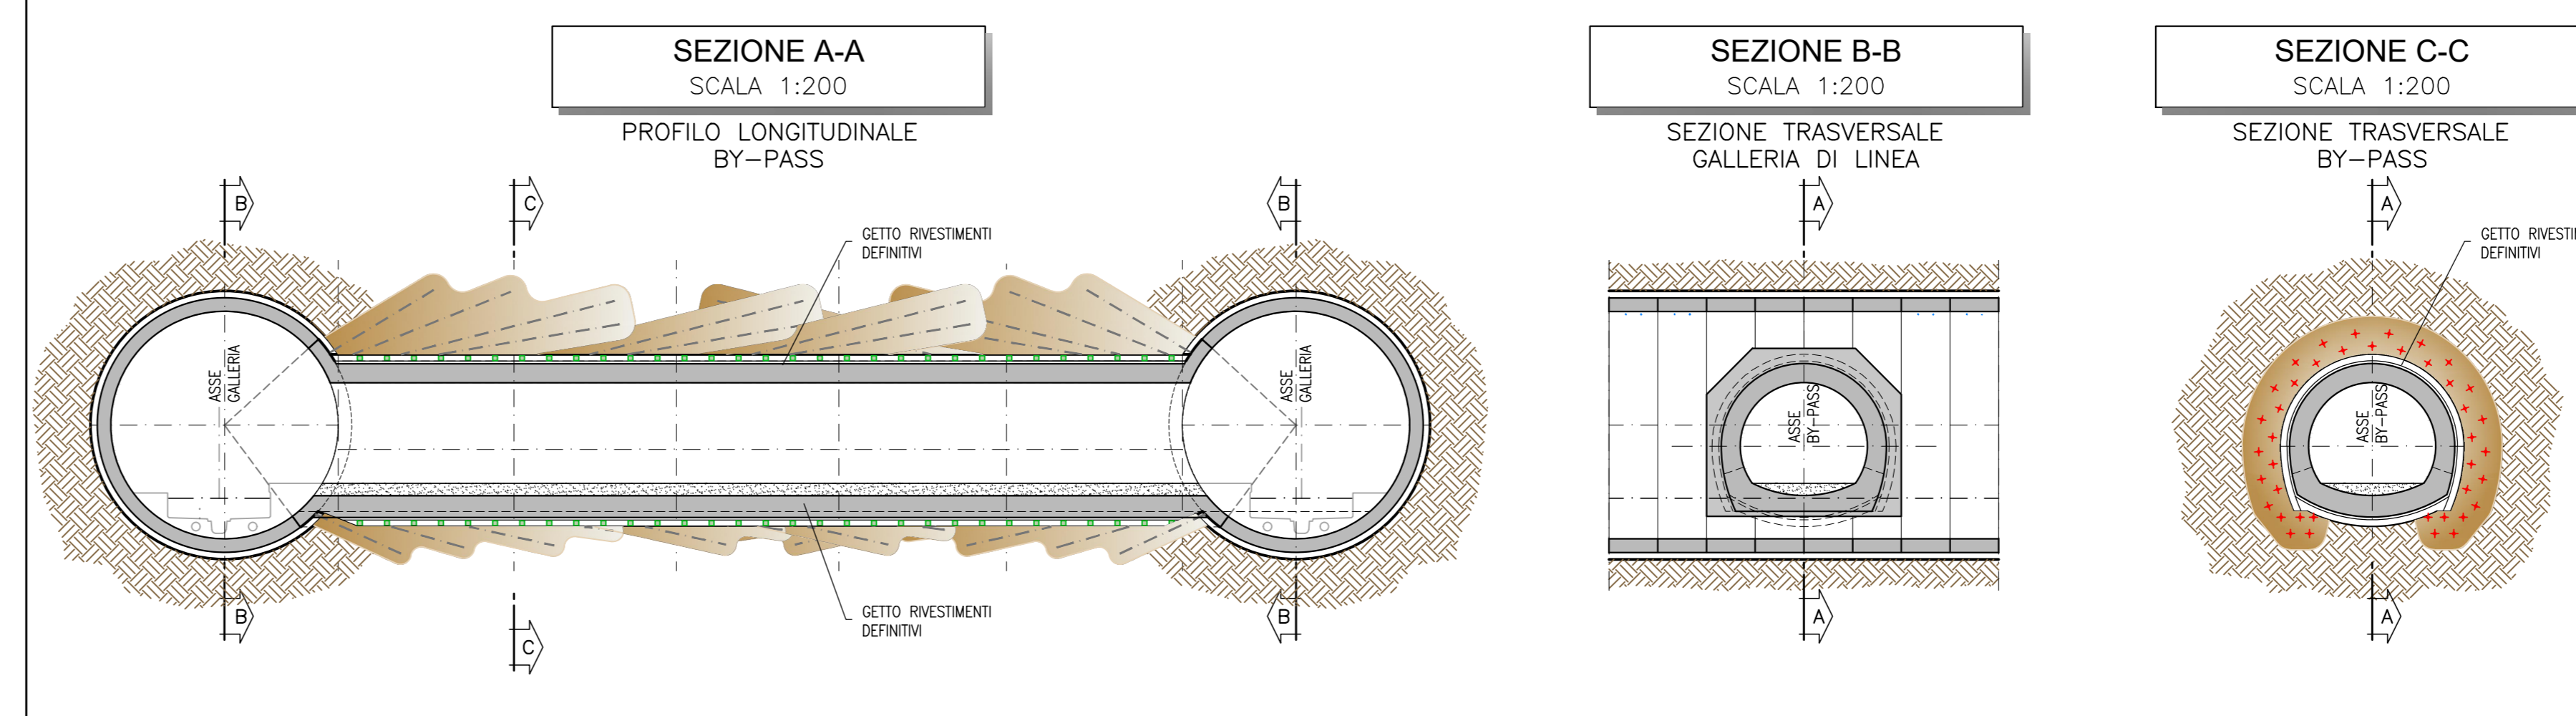 SEZIONE A-A
SCALA 1:200
PROFILO LONGITUDINALE
BY-PASS
B
C
B
GETTO RIVESTIMENTI
DEFINITIVI
ASSE
GALLERIA
ASSE
GALLERIA
GETTO RIVESTIMENTI
DEFINITIVI
B
C
B
SEZIONE B-B
SCALA 1:200
SEZIONE TRASVERSALE
GALLERIA DI LINEA
A
ASSE
BY-PASS
A
SEZIONE C-C
SCALA 1:200
SEZIONE TRASVERSALE
BY-PASS
A
GETTO
DEFINITIVI
ASSE
BY-PASS
A